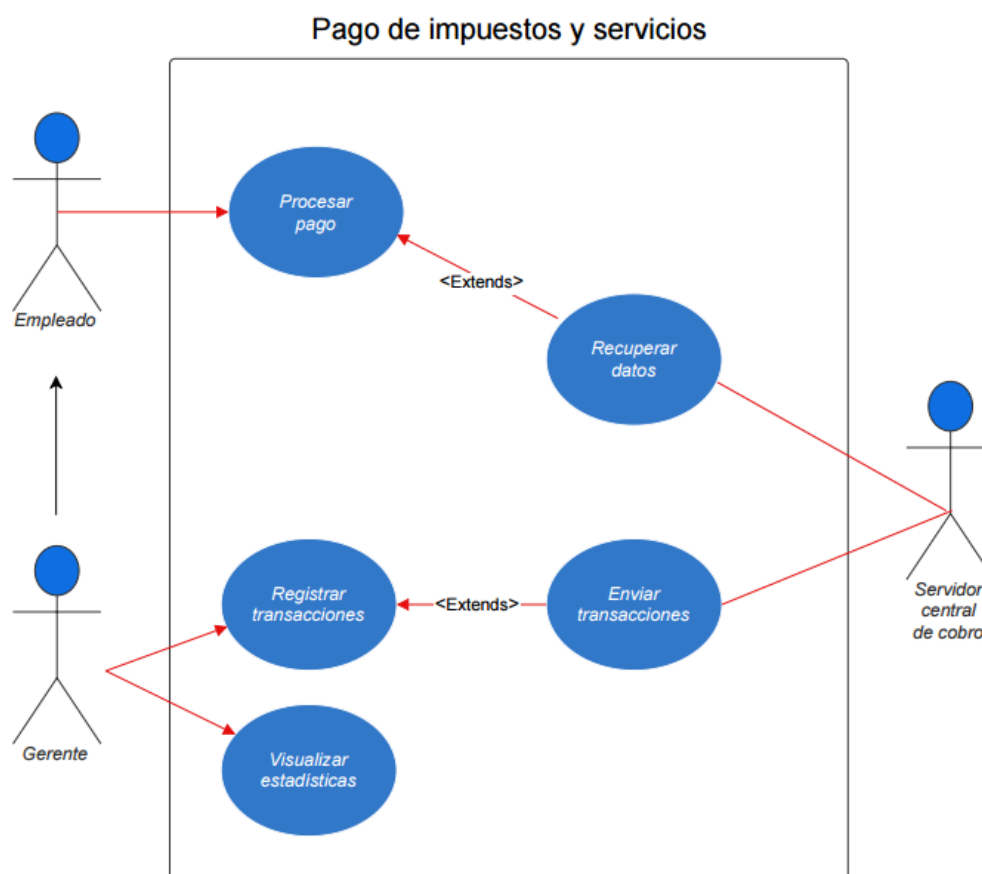 Pago de impuestos y servicios
Procesar
pago
<Extends>
Empleado
Recuperar
datos
Registrar
transacciones
<Extends>
Enviar
transacciones
Servidor
central
de cobro
Gerente
Visualizar
estadísticas